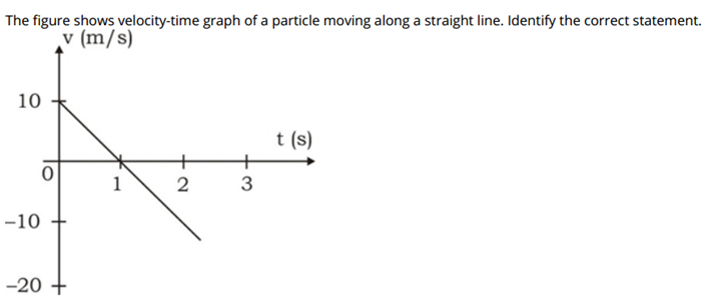 The figure shows velocity-time graph of a particle moving along a straight line. Identify the correct statement.
v (m/s)
10
t (s)
0
1 2 3
–10
–20